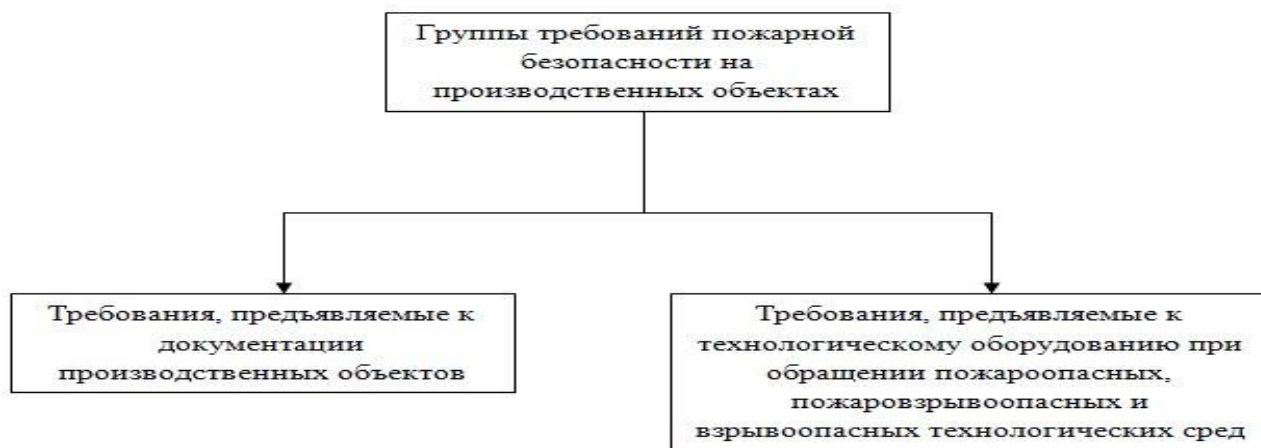 Группы требований пожарной
безопасности на
производственных объектах
Требования, предъявляемые к
документации
производственных объектов
Требования, предъявляемые к
технологическому оборудованию при
обращении пожароопасных,
пожаровзрывоопасных и
взрывоопасных технологических сред